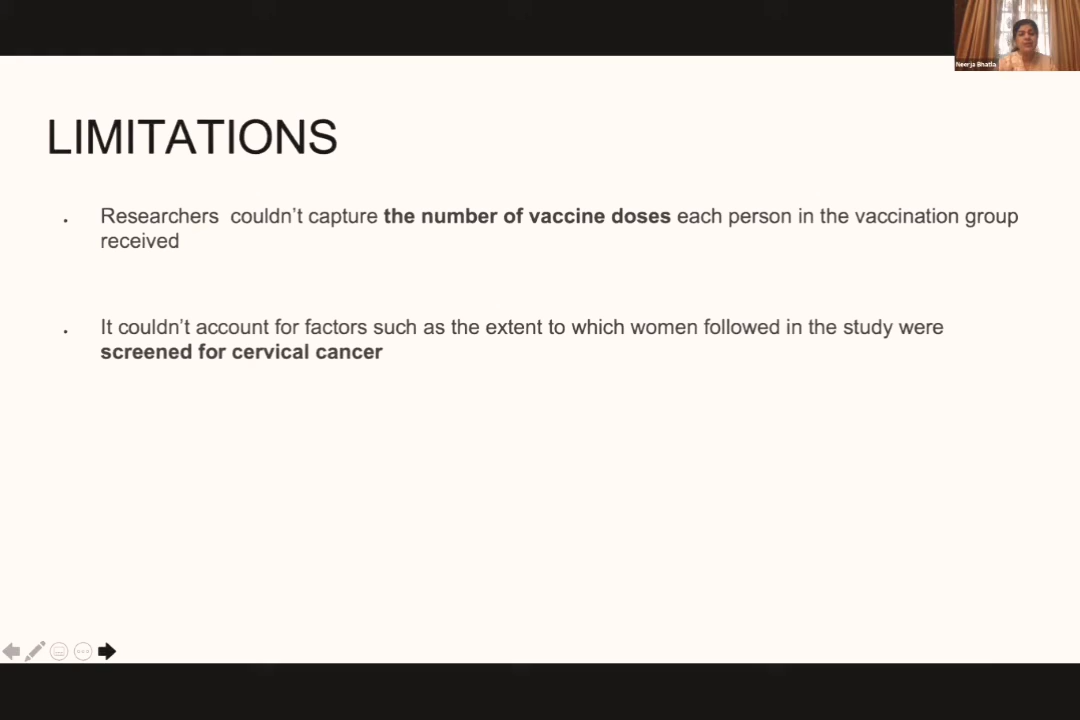 Neerja Bhatla
LIMITATIONS
. Researchers  couldn't capture the number of vaccine doses each person in the vaccination group
received
. It couldn't account for factors such as the extent to which women followed in the study were
screened for cervical cancer